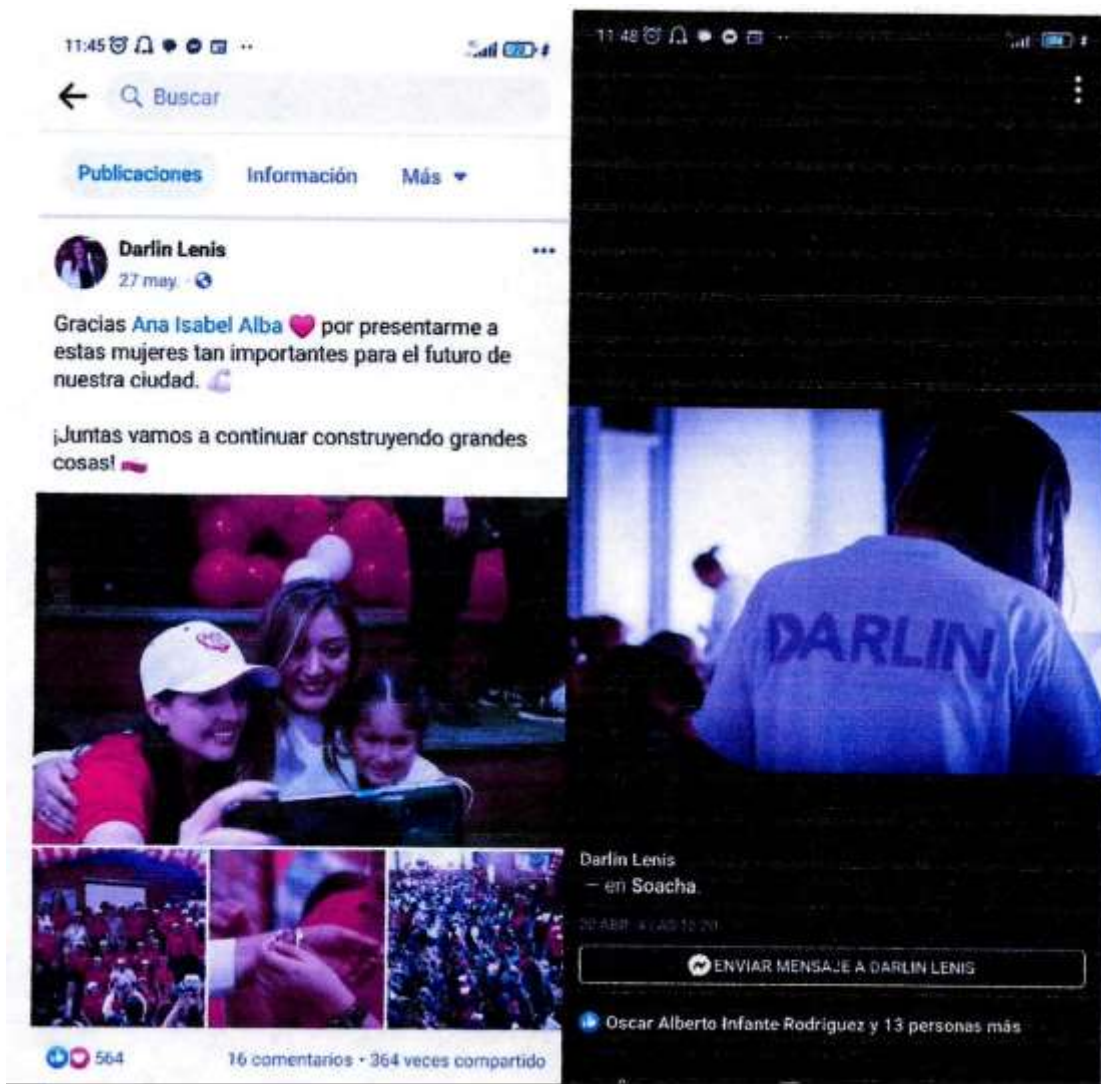 11:45
Buscar
Publicaciones Información Más
Darlin Lenis
27 may.
Gracias Ana Isabel Alba por presentarme a
estas mujeres tan importantes para el futuro de
nuestra ciudad.
¡Juntas vamos a continuar construyendo grandes
cosas!
564
16 comentarios • 364 veces compartido
11:48
DARLIN
Darlin Lenis
— en Soacha.
ENVIAR MENSAJE A DARLIN LENIS
Oscar Alberto Infante Rodriguez y 13 personas más